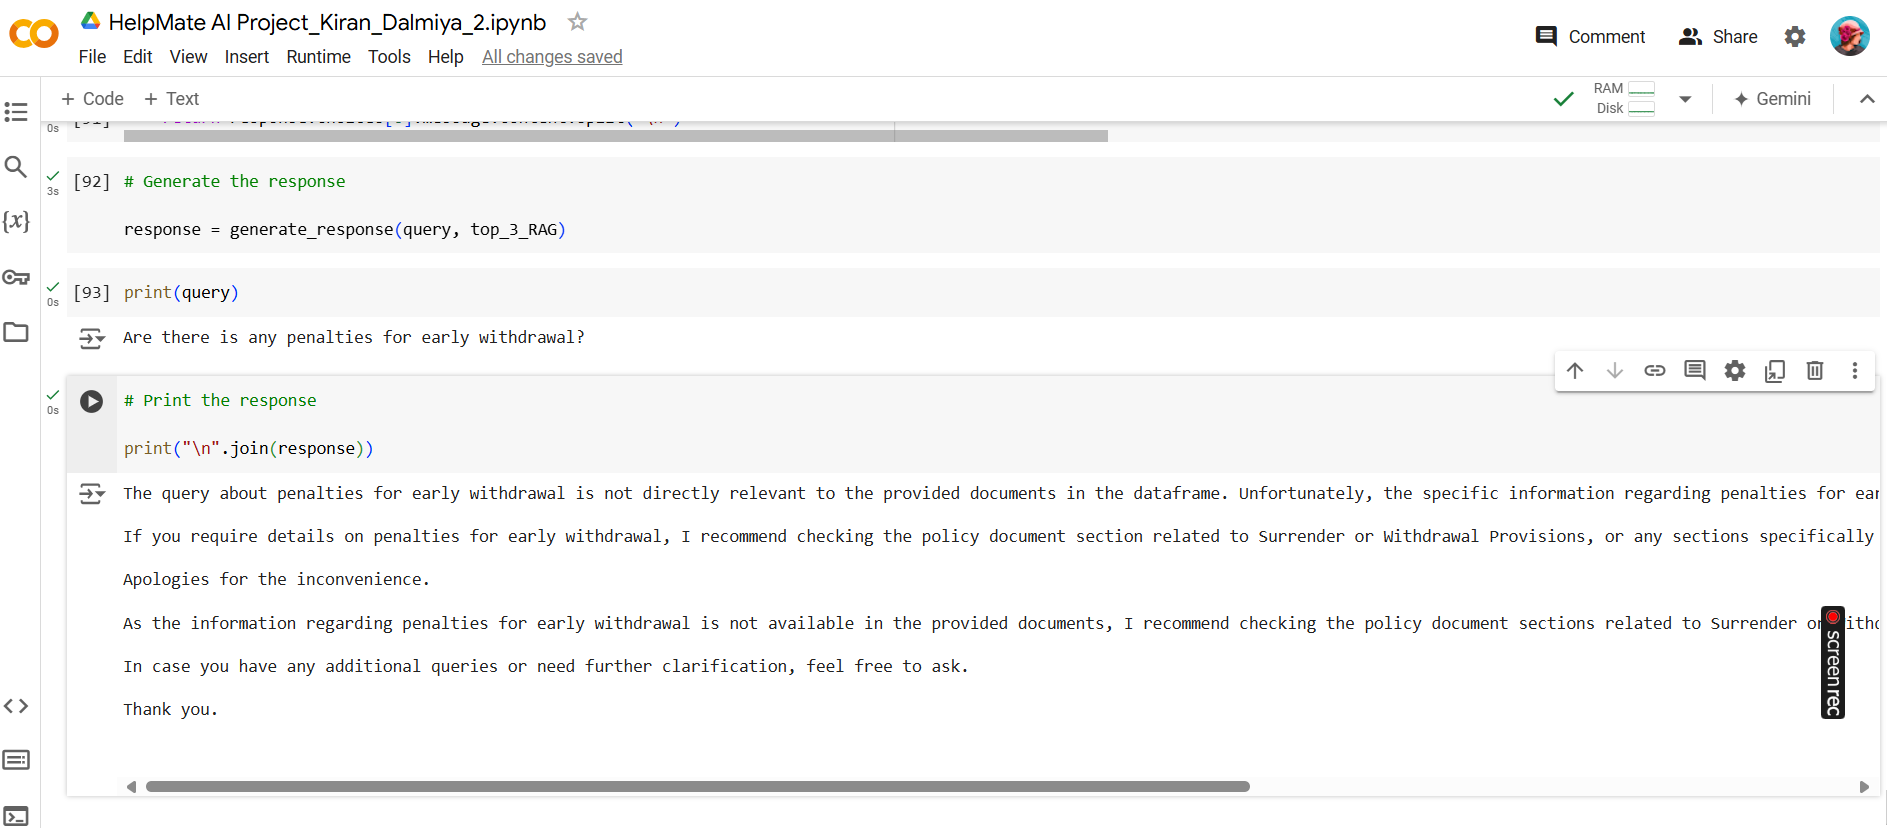 HelpMate AI Project_Kiran_Dalmiya_2.ipynb
Comment
Share
File Edit View Insert Runtime Tools Help All changes saved
+ Code + Text
RAM
Disk
Gemini
0s
[92] # Generate the response
3s
response = generate_response(query, top_3_RAG)
[93] print(query)
0s
Are there is any penalties for early withdrawal?
# Print the response
0s
print("\n".join(response))
The query about penalties for early withdrawal is not directly relevant to the provided documents in the dataframe. Unfortunately, the specific information regarding penalties for
If you require details on penalties for early withdrawal, I recommend checking the policy document section related to Surrender or Withdrawal Provisions, or any sections specifically
Apologies for the inconvenience.
As the information regarding penalties for early withdrawal is not available in the provided documents, I recommend checking the policy document sections related to Surrender
In case you have any additional queries or need further clarification, feel free to ask.
Thank you.
screenrec